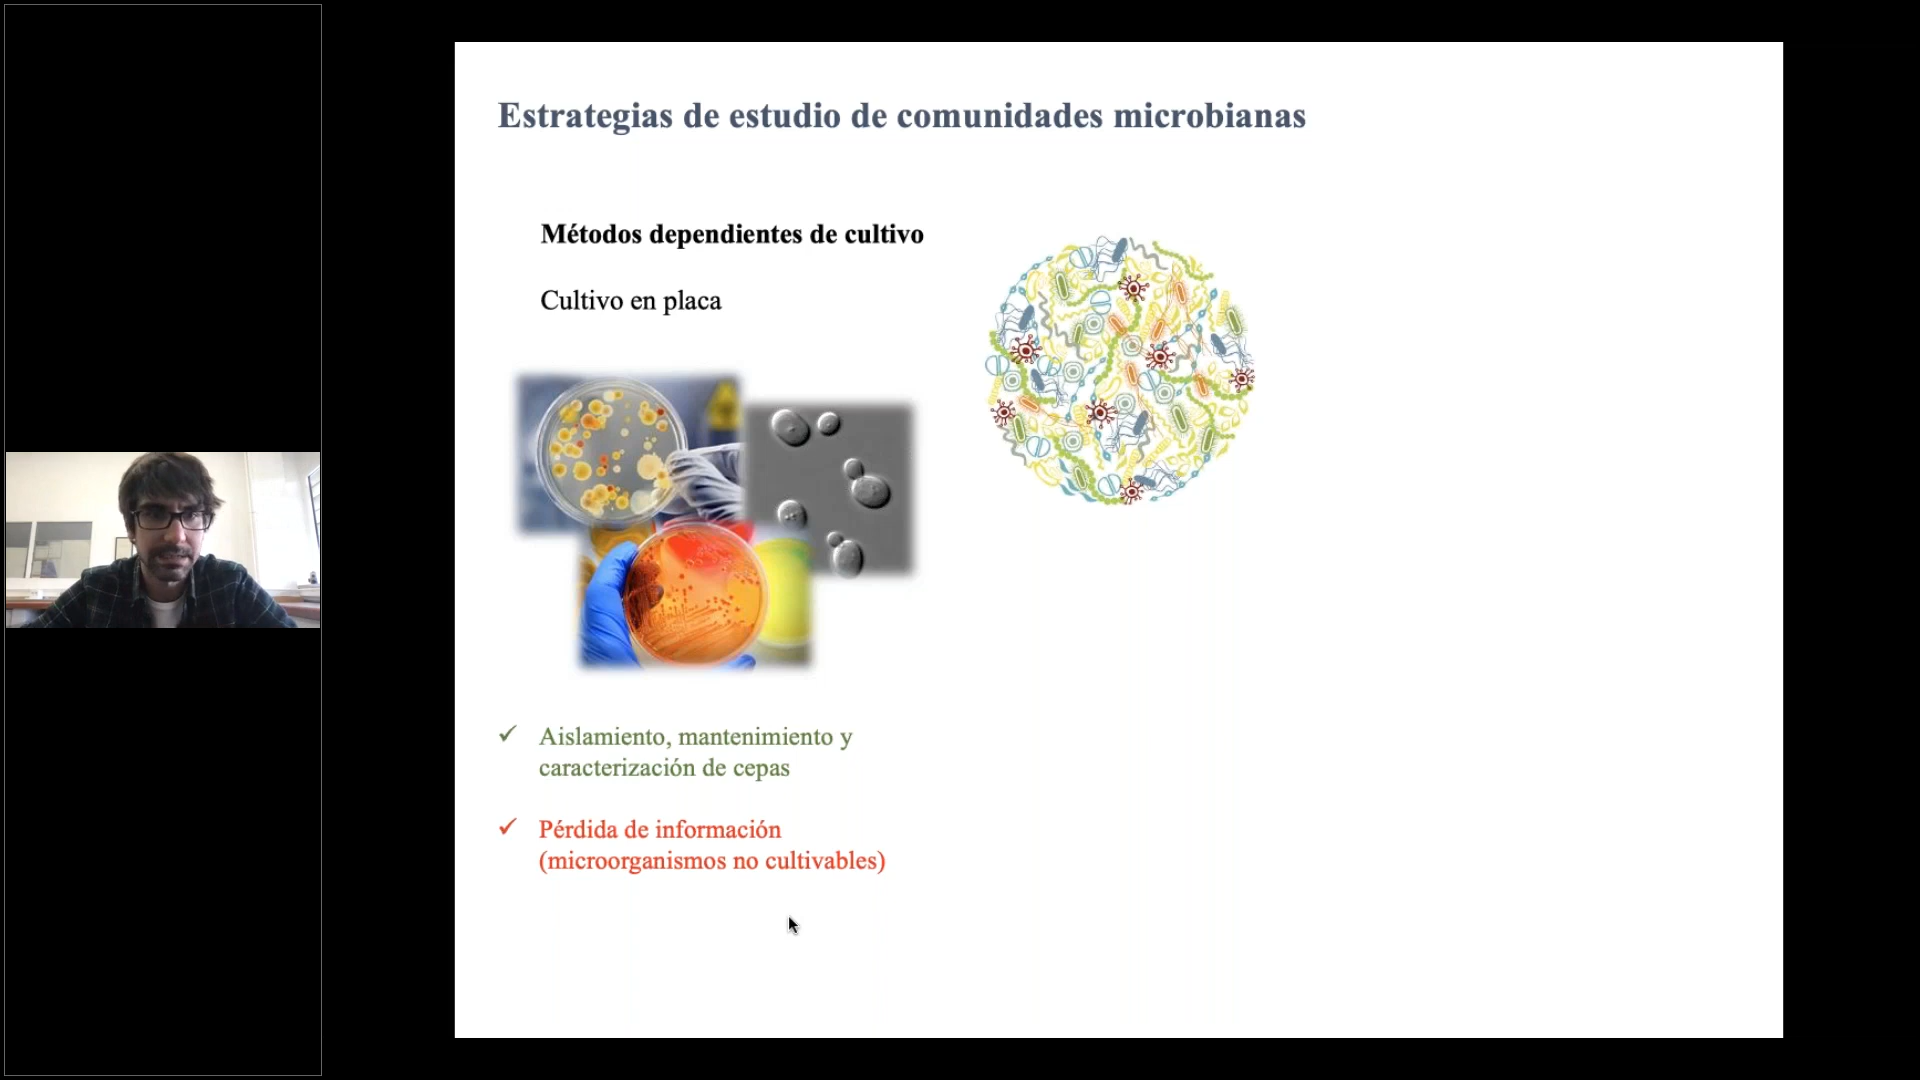 Estrategias de estudio de comunidades microbianas
Métodos dependientes de cultivo
Cultivo en placa
Aislamiento, mantenimiento y
caracterización de cepas
Pérdida de información
(microorganismos no cultivables)